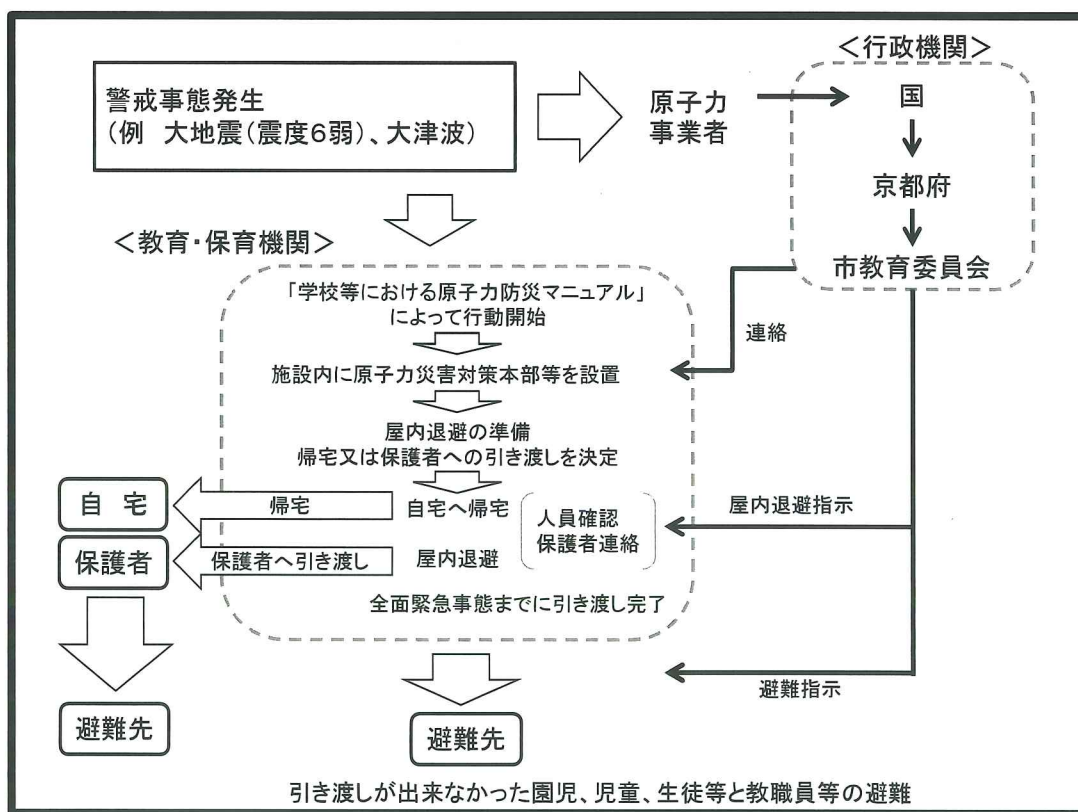 ＜行政機関＞
警戒事態発生
(例　大地震(震度６弱)、大津波)
原子力
事業者
国
京都府
市教育委員会
＜教育・保育機関＞
「学校等における原子力防災マニュアル」
によって行動開始
連絡
施設内に原子力災害対策本部等を設置
屋内退避の準備
帰宅又は保護者への引き渡しを決定
自　宅
帰宅
自宅へ帰宅
人員確認
保護者連絡
屋内退避指示
保護者
保護者へ引き渡し
屋内退避
全面緊急事態までに引き渡し完了
避難指示
避難先
避難先
引き渡しが出来なかった園児、児童、生徒等と教職員等の避難